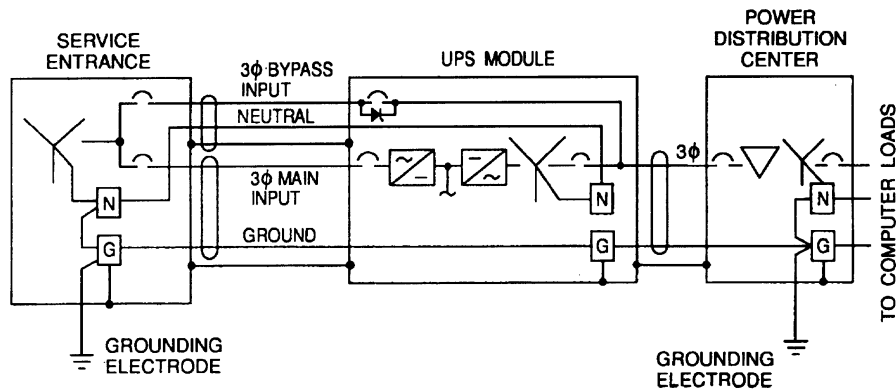 SERVICE
ENTRANCE
3ϕ BYPASS
INPUT
NEUTRAL
3ϕ MAIN
INPUT
GROUND
N
G
GROUNDING
ELECTRODE
UPS MODULE
N
G
3ϕ
POWER
DISTRIBUTION
CENTER
N
G
GROUNDING
ELECTRODE
TO COMPUTER LOADS